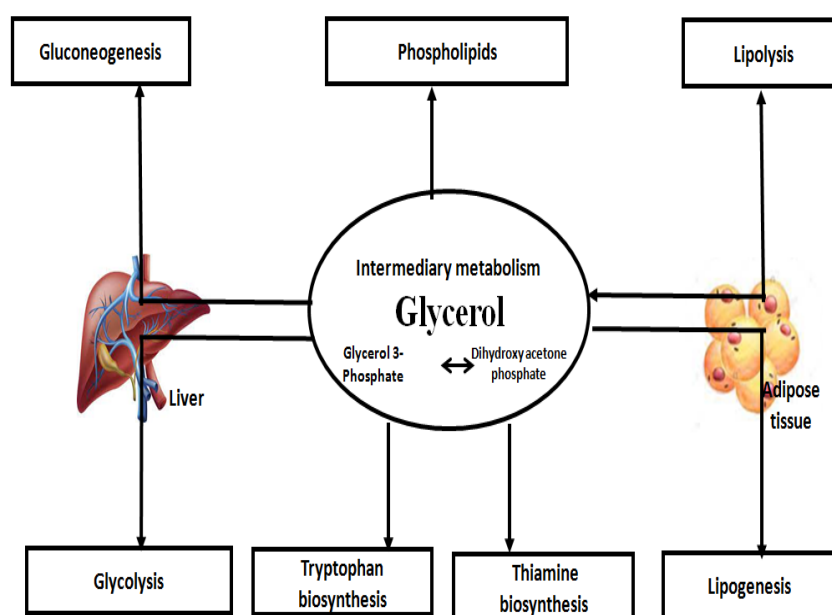 Gluconeogenesis
Phospholipids
Lipolysis
Intermediary metabolism
Glycerol
Glycerol 3-
Phosphate
Dihydroxy acetone
phosphate
Liver
Adipose
tissue
Glycolysis
Tryptophan
biosynthesis
Thiamine
biosynthesis
Lipogenesis